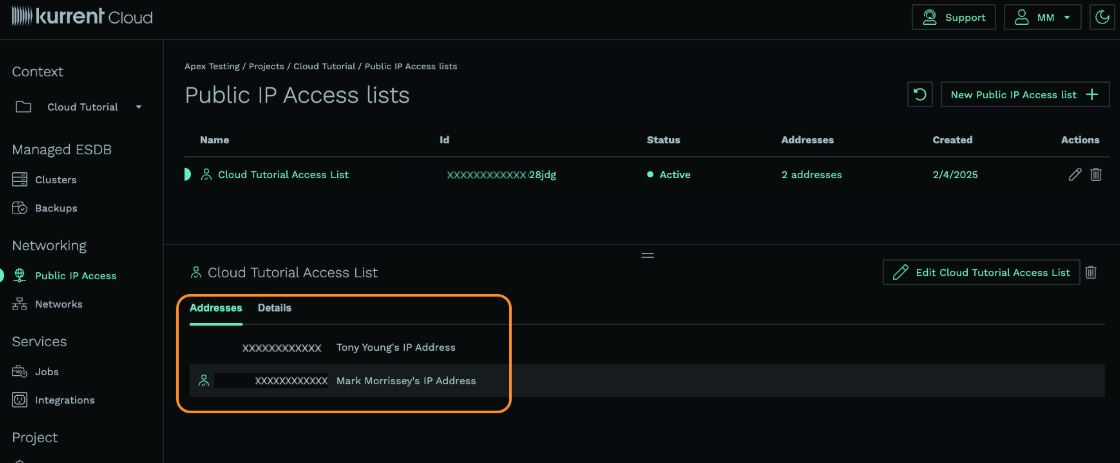 kurrent Cloud
Support
MM
Context
Cloud Tutorial
Managed ESDB
Clusters
Backups
Networking
Public IP Access
Networks
Services
Jobs
Integrations
Project
Apex Testing / Projects / Cloud Tutorial / Public IP Access lists
Public IP Access lists
New Public IP Access list
Name Id Status Addresses Created Actions
Cloud Tutorial Access List XXXXXXXXXXXX28jdg Active 2 addresses 2/4/2025
Cloud Tutorial Access List
Edit Cloud Tutorial Access List
Addresses Details
XXXXXXXXXXXX Tony Young's IP Address
XXXXXXXXXXXX Mark Morrissey's IP Address